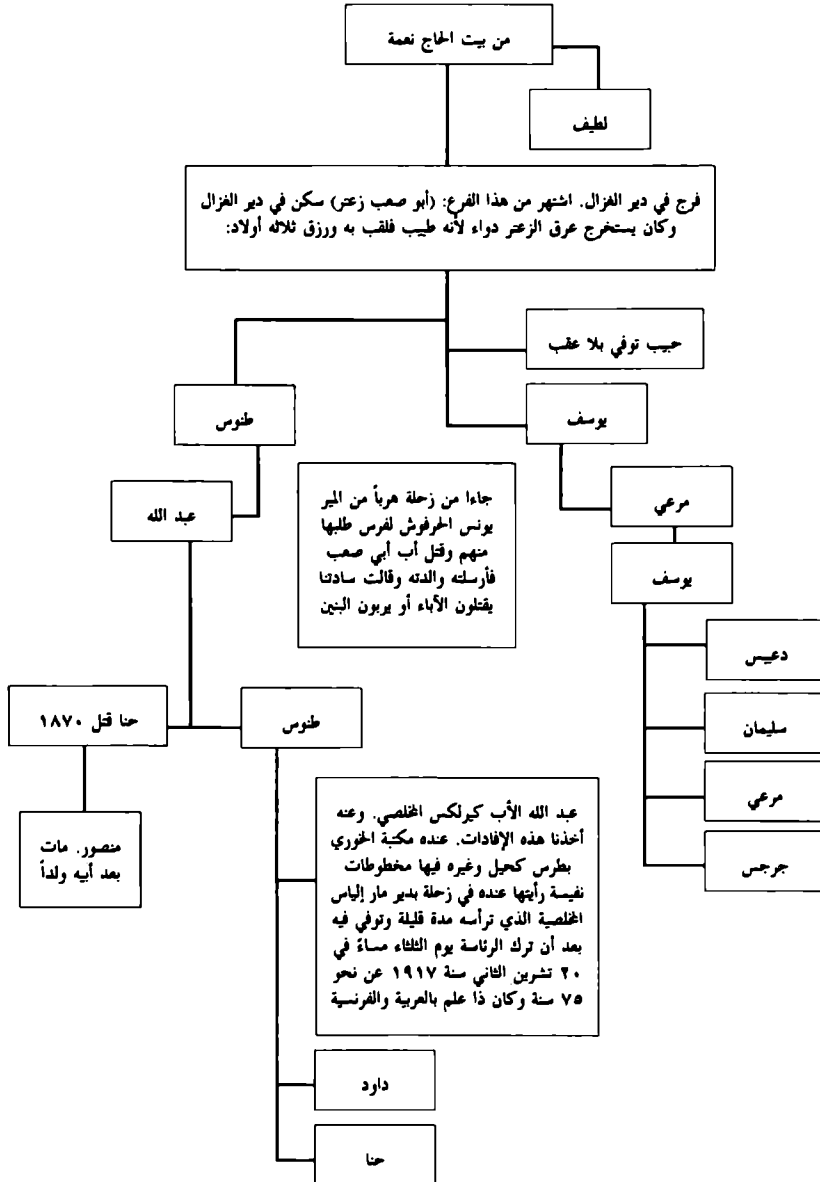 من بيت الحاج نعمة
لطيف
فرج في دير الغزال. اشتهر من هذا الفرع: (أبو صعب زعتر) سكن في دير الغزال
وكان يستخرج عرق الزعتر دواء لأنه طبيب فلقب به ورزق ثلاثه أولاد:
حبيب توفي بلا عقب
طنوس
يوسف
جاءا من زحلة هرباً من المير
يونس الحرفوش لفرس طلبها
منهم وقتل أب أبي صعب
فأرسلته والدته وقالت سادتنا
يقتلون الآباء أو يربون البنين
مرعي
عبد الله
يوسف
دعيبس
سليمان
مرعي
جرجس
طنوس
حنا قتل ١٨٧٠
منصور. مات
بعد أبيه ولداً
عبد الله الأب كيرلكس المخلصي. وعنه
أخذنا هذه الإفادات. عنده مكتبة الخوري
بطرس كحيل وغيره فيها مخطوطات
نفيسة رأيتها عنده في زحلة بدير مار إلياس
المخلصية الذي ترأسه مدة قليلة وتوفي فيه
بعد أن ترك الرئاسة يوم الثلثاء مساءً في
٢٠ تشرين الثاني سنة ١٩١٧ عن نحو
٧٥ سنة وكان ذا علم بالعربية والفرنسية
داود
حنا